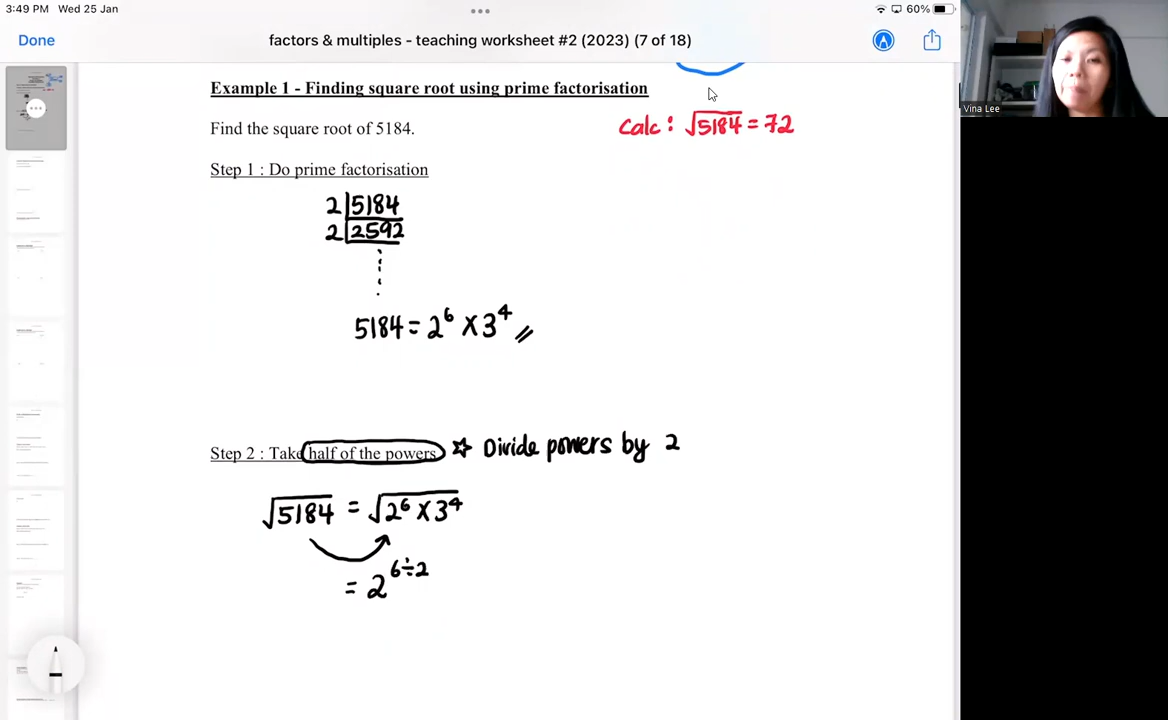 3:49 PM Wed 25 Jan
60%
Done
factors & multiples - teaching worksheet #2 (2023) (7 of 18)
Vina Lee
Example 1 - Finding square root using prime factorisation
Find the square root of 5184.
Calc : √5184 = 72
Step 1 : Do prime factorisation
2 |5184
2 |2592
5184 = 2⁶ X 3⁴ //
Step 2 : Take half of the powers ☆ Divide powers by 2
√5184 = √2⁶ X 3⁴
= 2⁶÷²